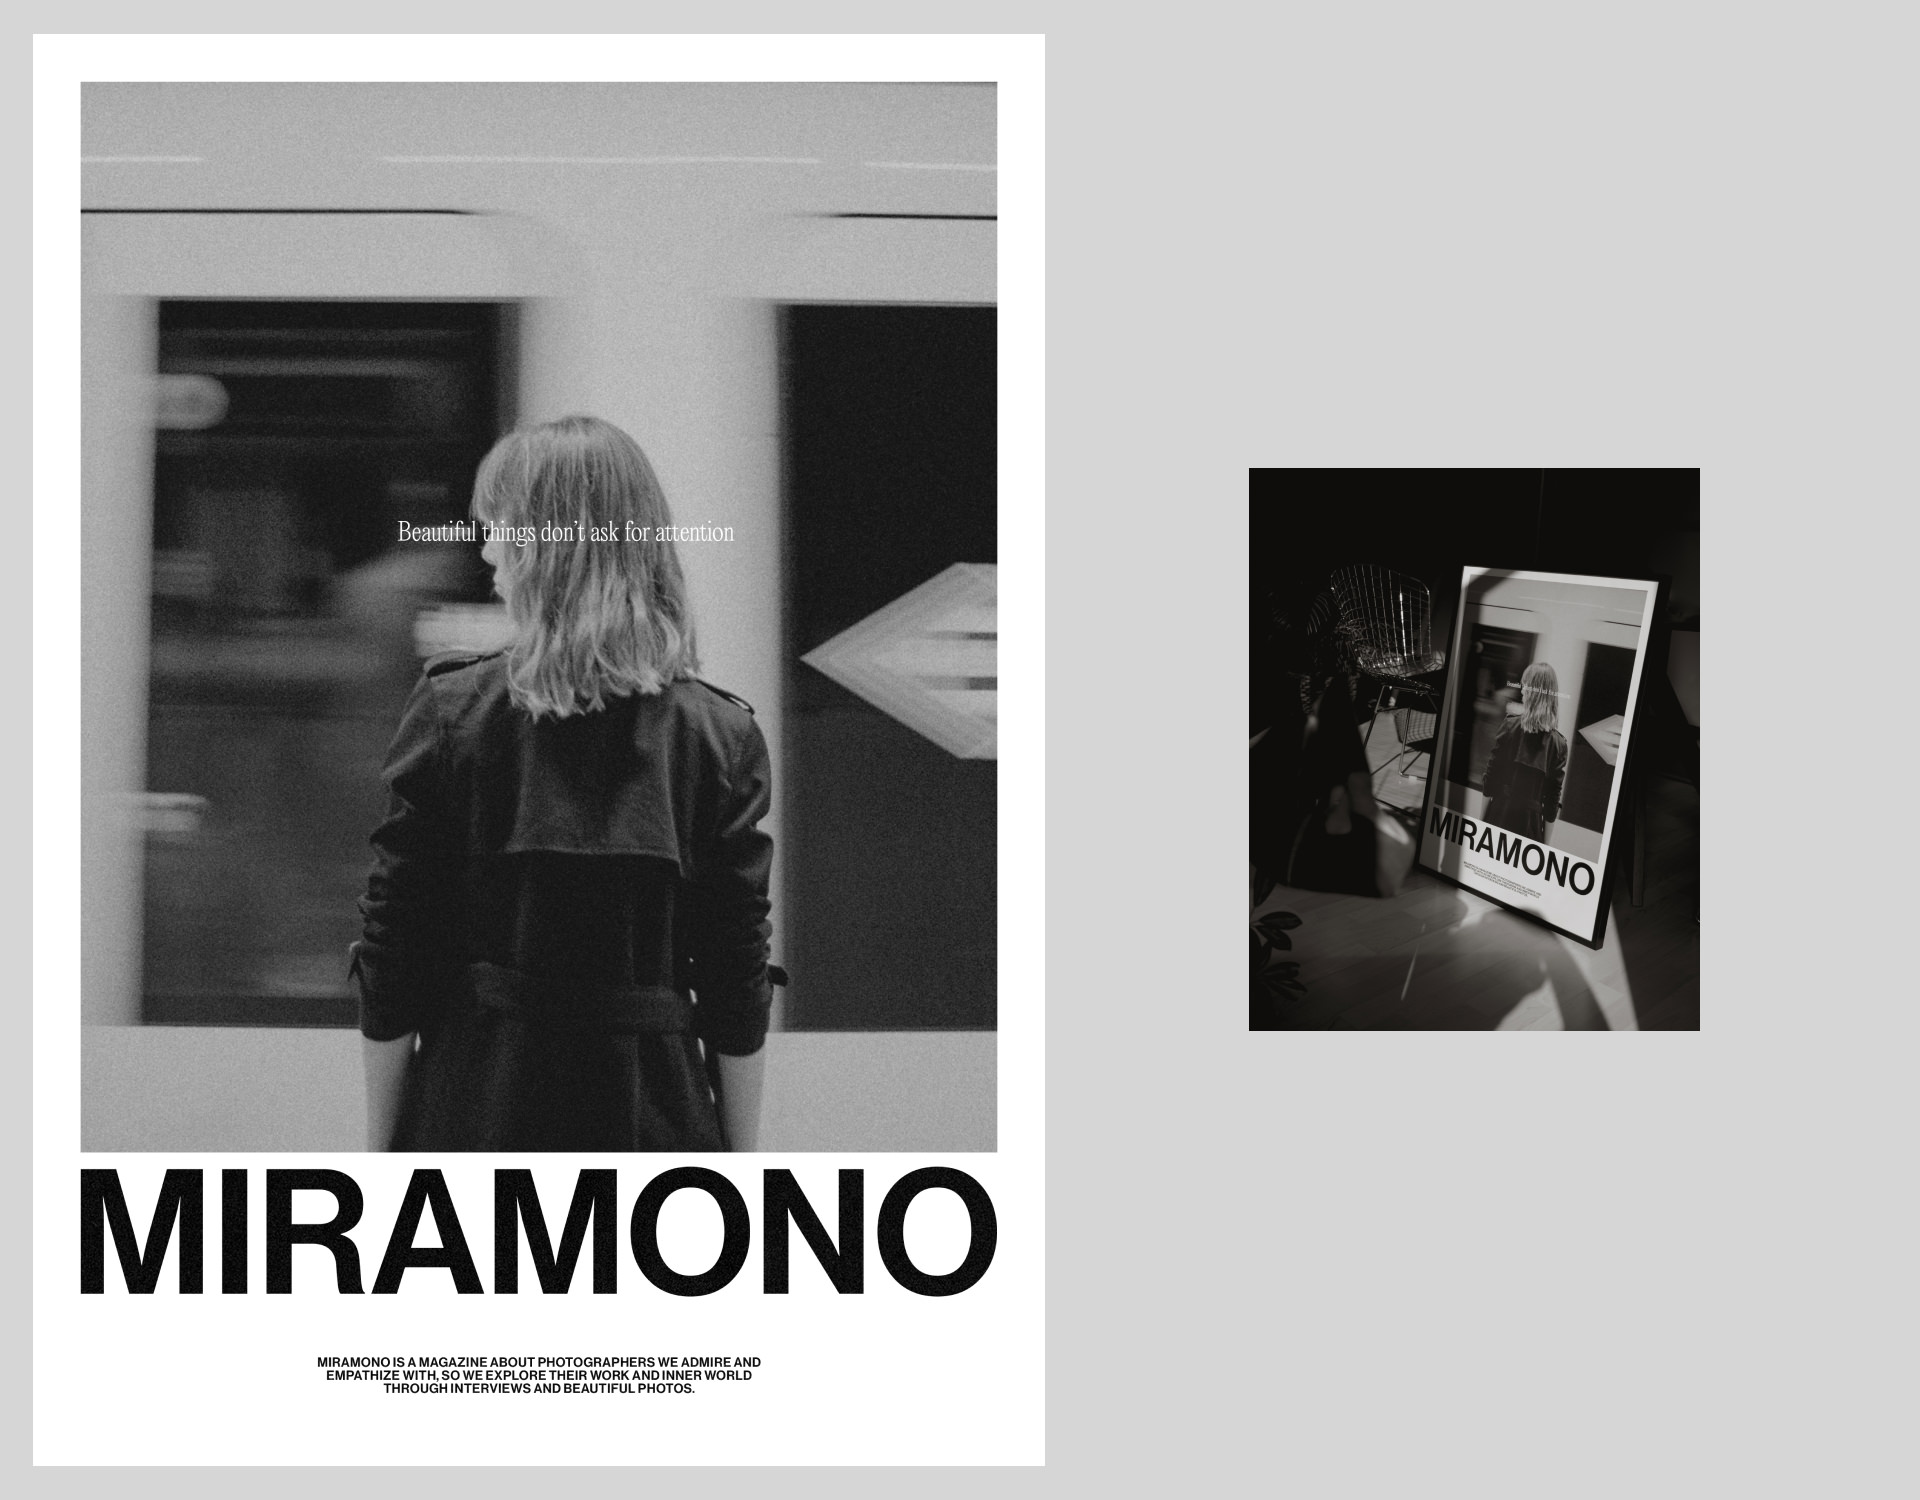 Beautiful things don’t ask for attention
MIRAMONO
MIRAMONO IS A MAGAZINE ABOUT PHOTOGRAPHERS WE ADMIRE AND
EMPATHIZE WITH, SO WE EXPLORE THEIR WORK AND INNER WORLD
THROUGH INTERVIEWS AND BEAUTIFUL PHOTOS.
MIRAMONO